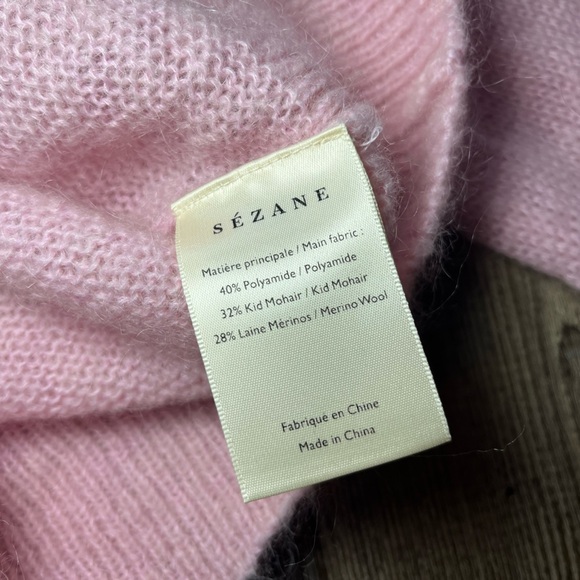 SÉZANE
Matière principale / Main fabric :
40% Polyamide / Polyamide
32% Kid Mohair / Kid Mohair
28% Laine Mérinos / Merino Wool
Fabriqué en Chine
Made in China